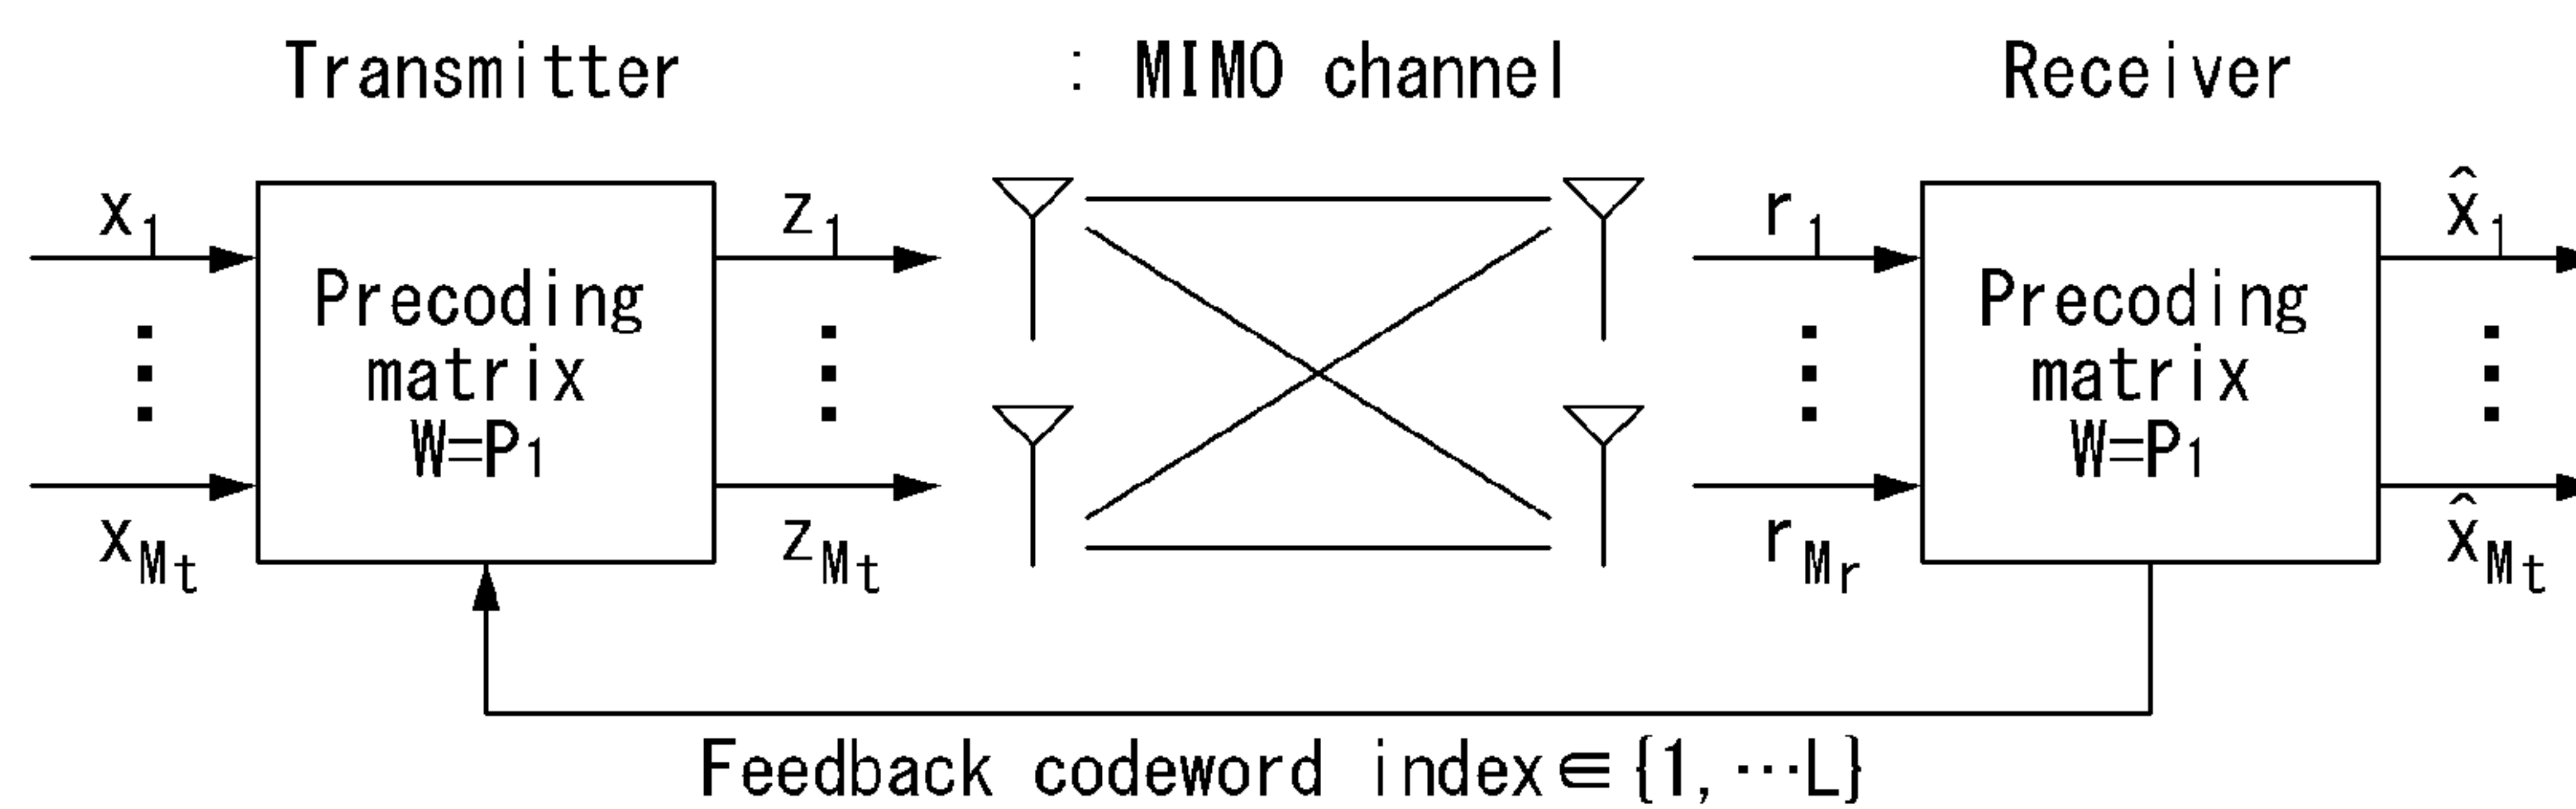 Transmitter
: MIMO channel
Receiver
x1
z1
r1
x̂1
Precoding
matrix
W=P1
Precoding
matrix
W=P1
xMt
zMt
rMr
x̂Mt
Feedback codeword index∈{1, ⋯L}